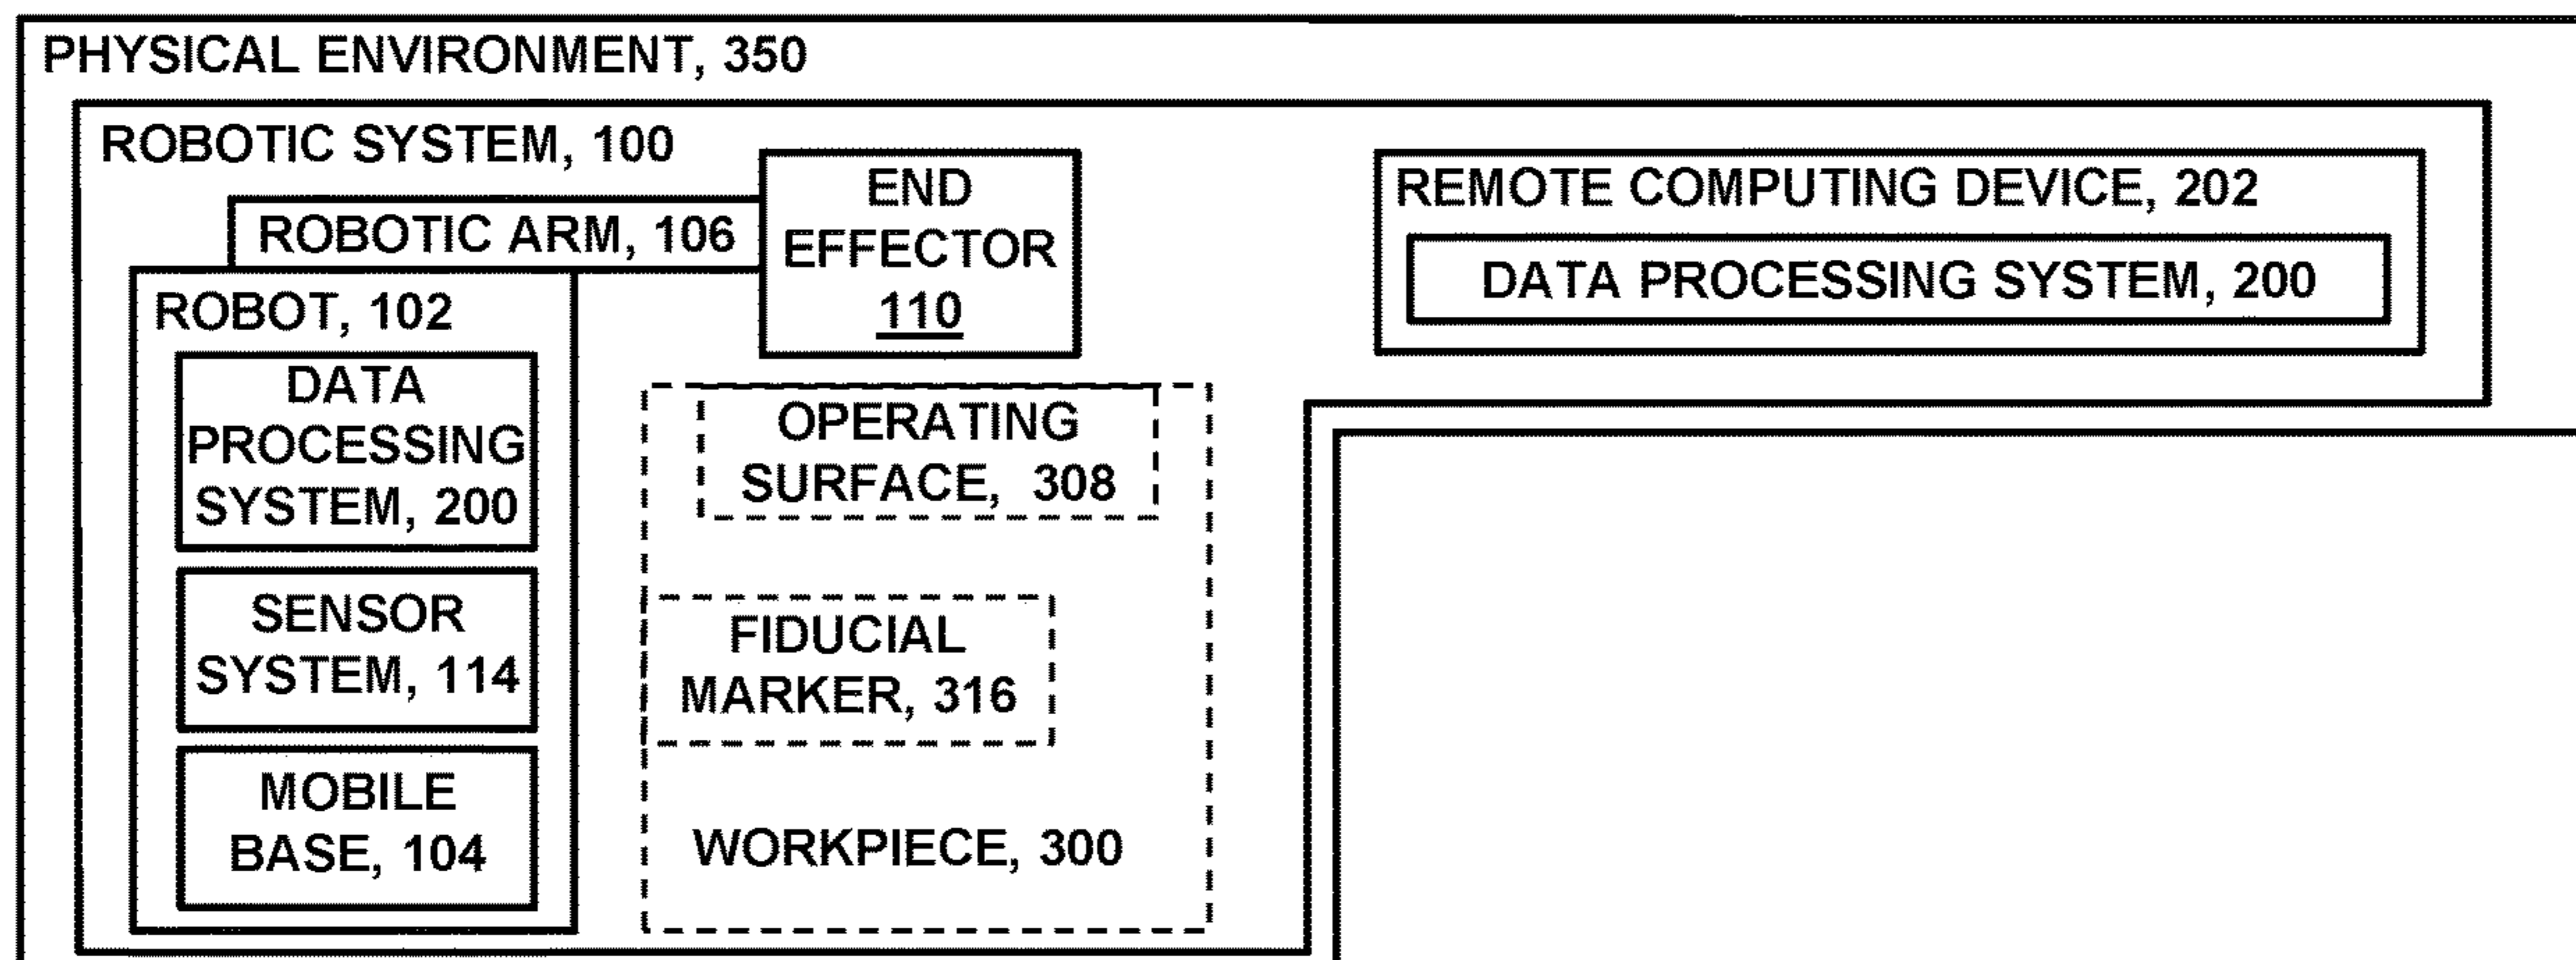 PHYSICAL ENVIRONMENT, 350
ROBOTIC SYSTEM, 100
ROBOTIC ARM, 106
END
EFFECTOR
110
REMOTE COMPUTING DEVICE, 202
DATA PROCESSING SYSTEM, 200
ROBOT, 102
DATA
PROCESSING
SYSTEM, 200
SENSOR
SYSTEM, 114
MOBILE
BASE, 104
OPERATING
SURFACE, 308
FIDUCIAL
MARKER, 316
WORKPIECE, 300